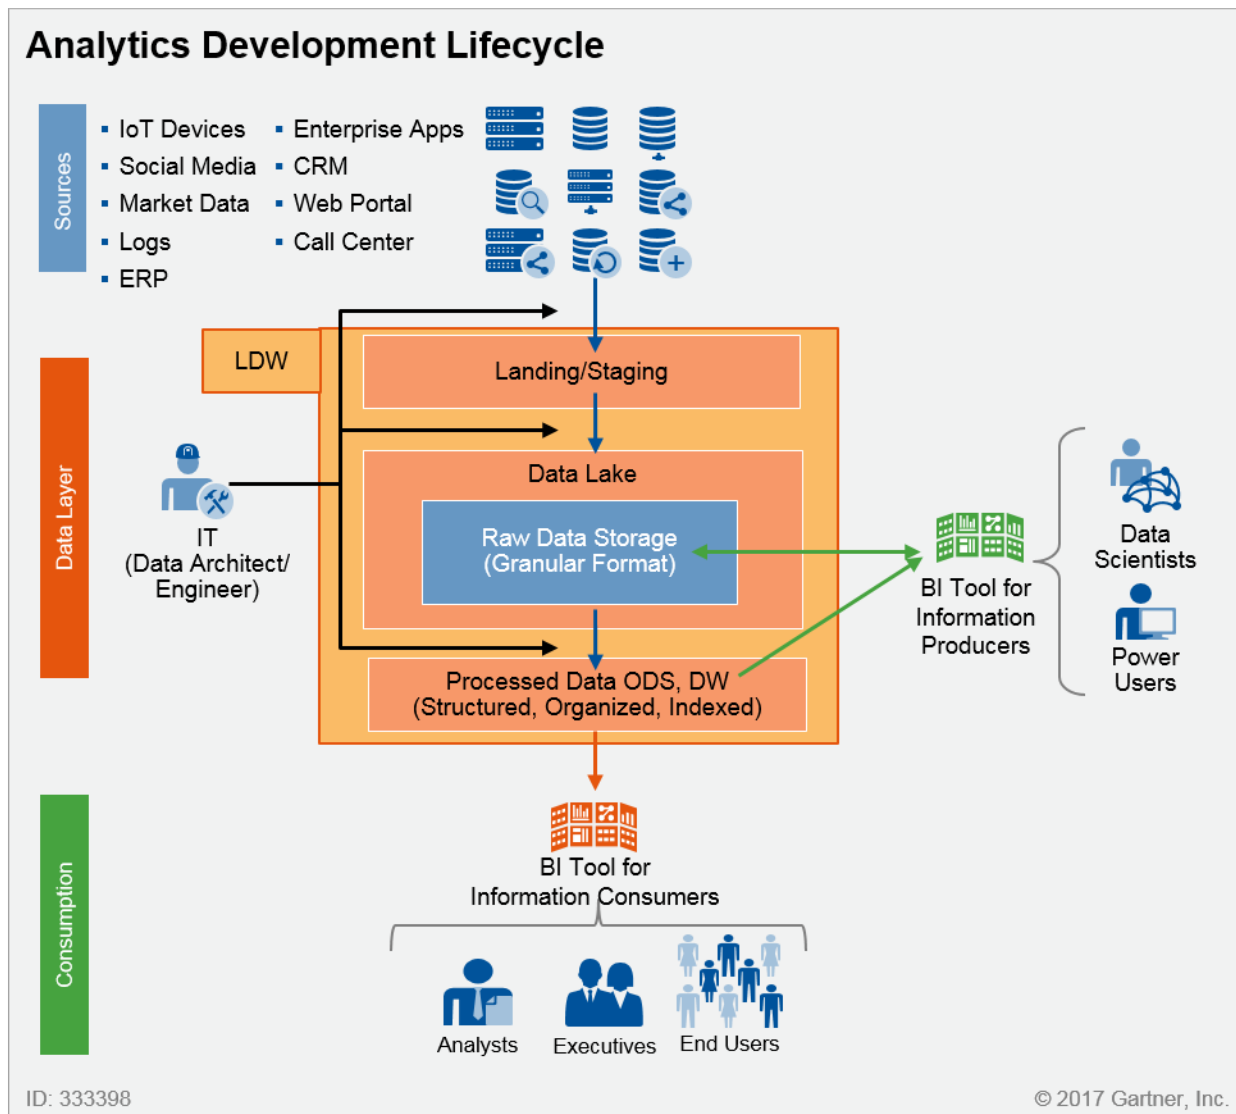 Analytics Development Lifecycle
Sources
IoT Devices
Social Media
Market Data
Logs
ERP
Enterprise Apps
CRM
Web Portal
Call Center
LDW
Landing/Staging
Data Layer
IT
(Data Architect/
Engineer)
Data Lake
Raw Data Storage
(Granular Format)
Processed Data ODS, DW
(Structured, Organized, Indexed)
BI Tool for
Information
Producers
Data
Scientists
Power
Users
Consumption
BI Tool for
Information Consumers
Analysts
Executives
End Users
ID: 333398
© 2017 Gartner, Inc.